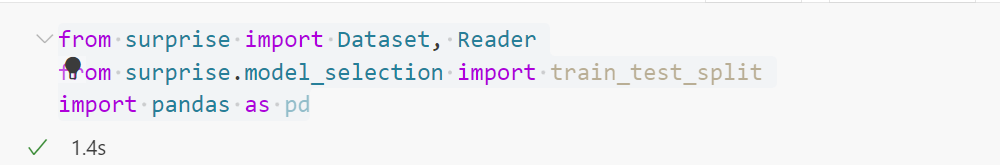 from surprise import Dataset, Reader
from surprise.model_selection import train_test_split
import pandas as pd
1.4s